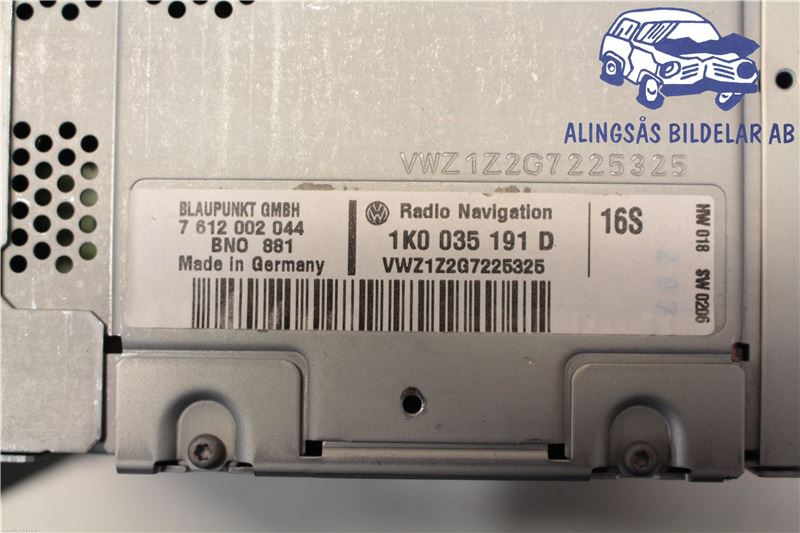 ALINGSÅS BILDELAR AB
VWZ1Z2G7225325
BLAUPUNKT GMBH
7 612 002 044
BNO 881
Made in Germany
Radio Navigation
1K0 035 191 D
VWZ1Z2G7225325
16S
HW 018 SW 0206
207